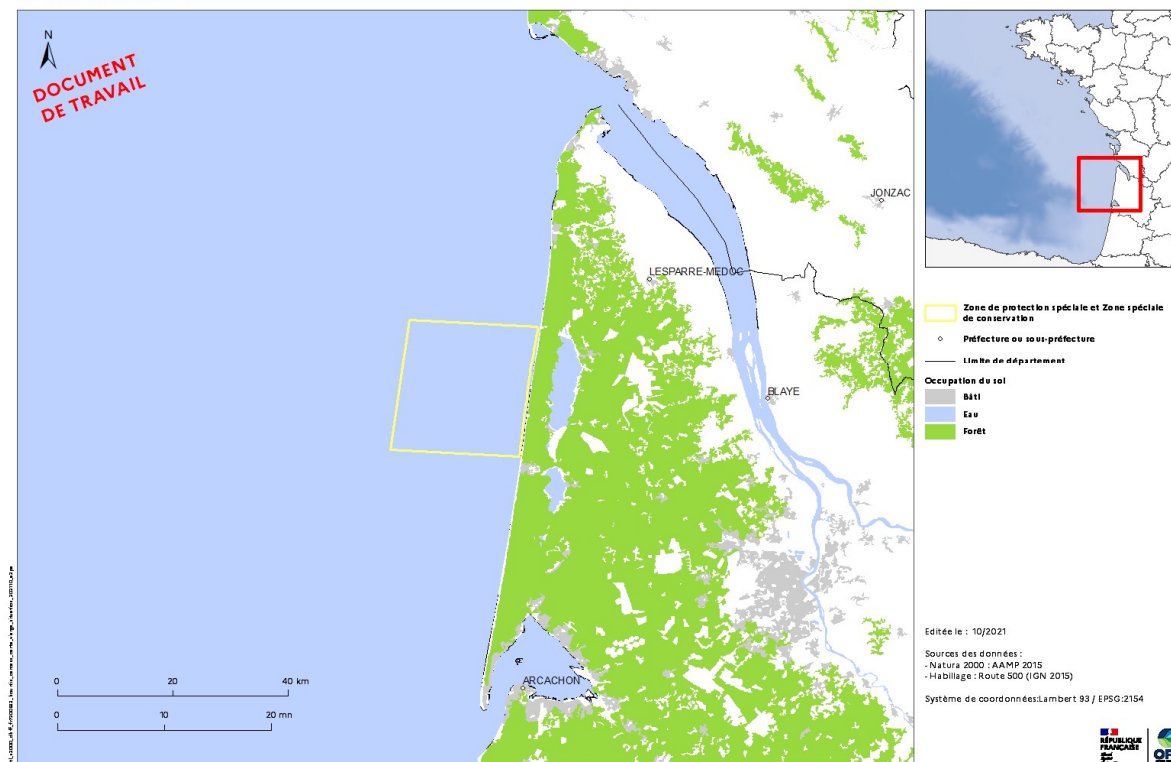 N
DOCUMENT
DE TRAVAIL
JONZAC
LESPARRE-MEDOC
BLAYE
ARCACHON
0 20 40 km
0 10 20 mn
Zone de protection spéciale et Zone spéciale
de conservation
Préfecture ou sous-préfecture
Limite de département
Occupation du sol
Bâti
Eau
Forêt
Editée le : 10/2021
Sources des données :
- Natura 2000 : AAMP 2015
- Habillage : Route 500 (IGN 2015)
Système de coordonnées:Lambert 93 / EPSG:2154
RÉPUBLIQUE
FRANÇAISE